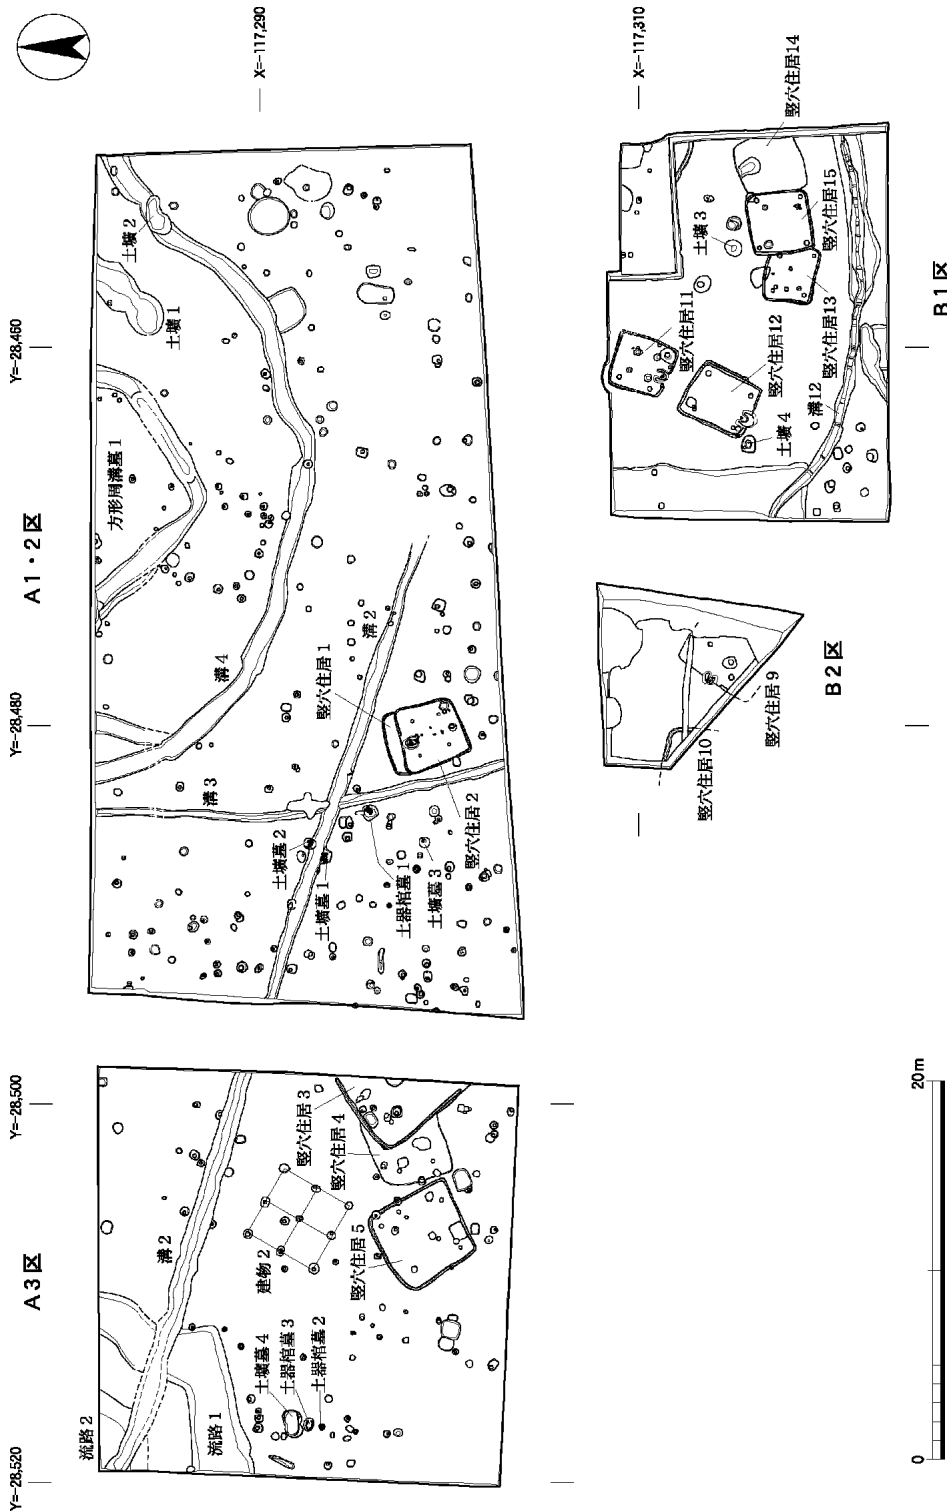 A3区
A1・2区
Y=-28,520
Y=-28,500
Y=-28,480
Y=-28,460
X=-117,290
X=-117,310
流路2
流路1
溝2
建物2
土壙墓4
土器棺墓3
土器棺墓2
竪穴住居3
竪穴住居4
竪穴住居5
溝3
溝4
方形周溝墓1
土壙1
土壙2
溝2
竪穴住居1
竪穴住居2
土壙墓2
土壙墓1
土器棺墓1
土壙墓3
B2区
竪穴住居10
竪穴住居9
B1区
土壙3
竪穴住居14
竪穴住居15
竪穴住居13
竪穴住居11
竪穴住居12
土壙4
溝12
0
20m